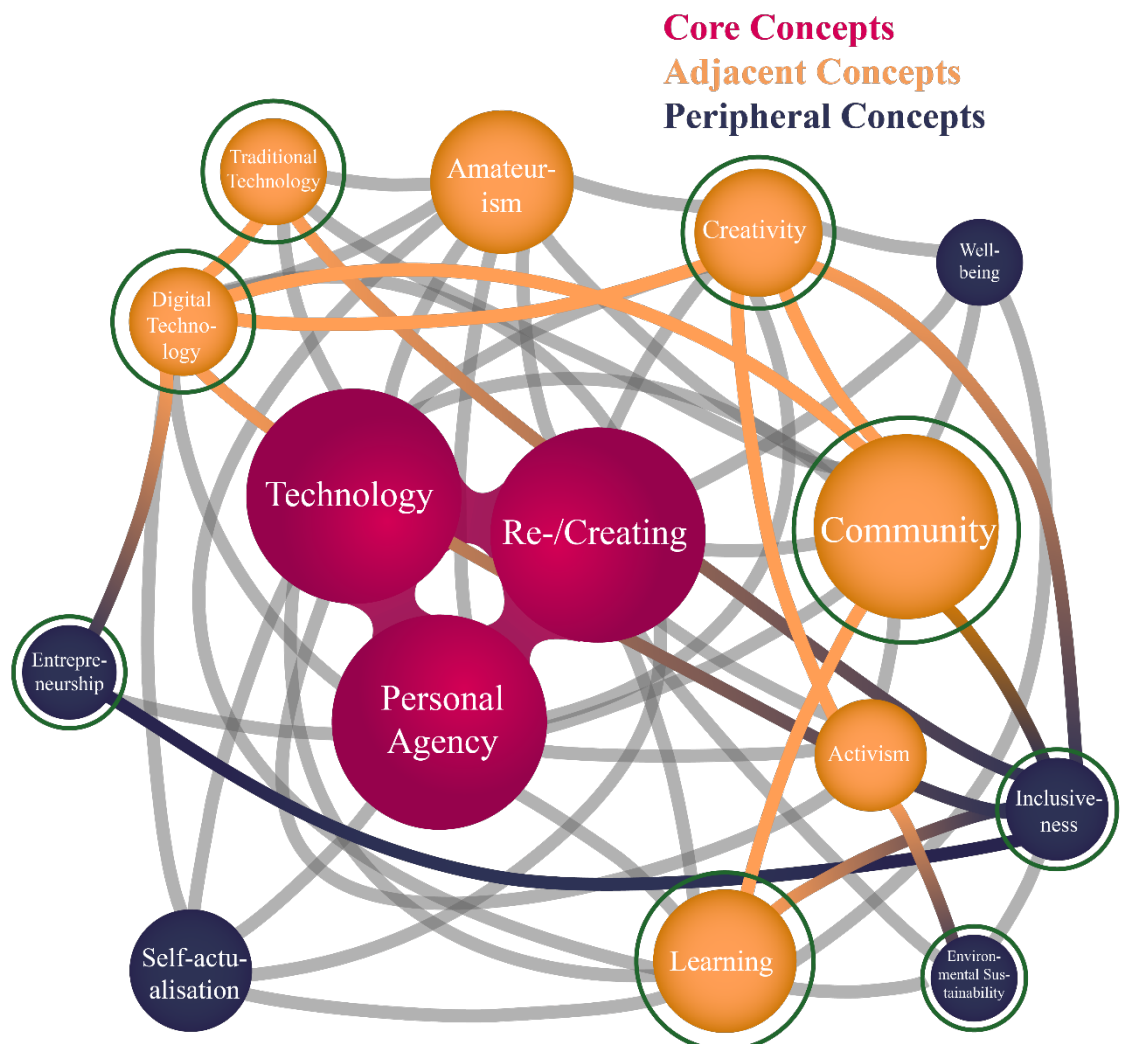 Core Concepts
Adjacent Concepts
Peripheral Concepts
Traditional
Technology
Amateur-
ism
Creativity
Well-
being
Digital
Techno-
logy
Technology
Re-/Creating
Community
Entrepre-
neurship
Personal
Agency
Activism
Inclusive-
ness
Self-actu-
alisation
Learning
Environ-
mental Sus-
tainability